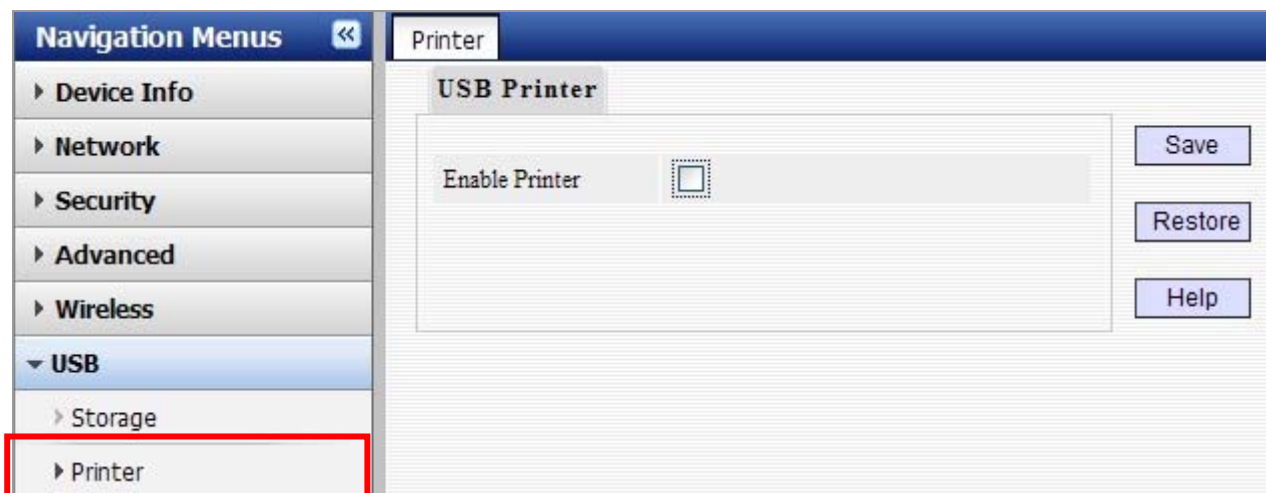 Navigation Menus
Device Info
Network
Security
Advanced
Wireless
USB
Storage
Printer
Printer
USB Printer
Enable Printer
Save
Restore
Help